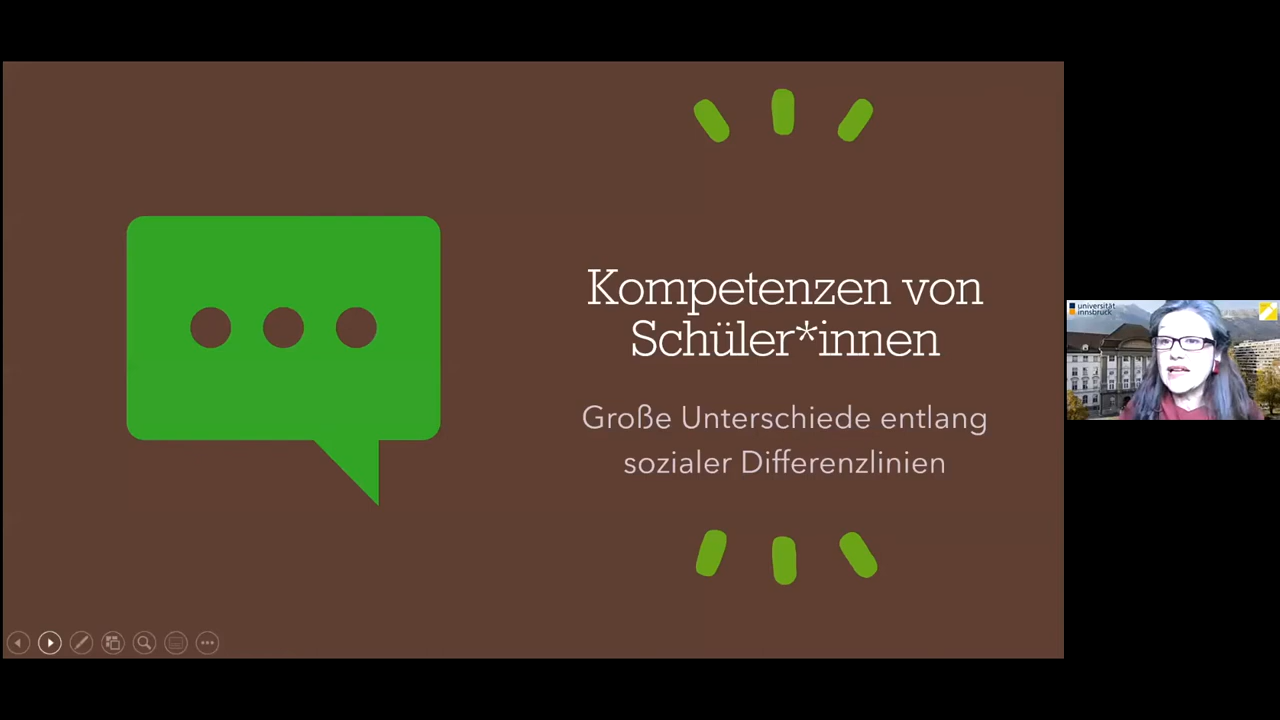 Kompetenzen von
Schüler*innen
Große Unterschiede entlang
sozialer Differenzlinien
universität
innsbruck